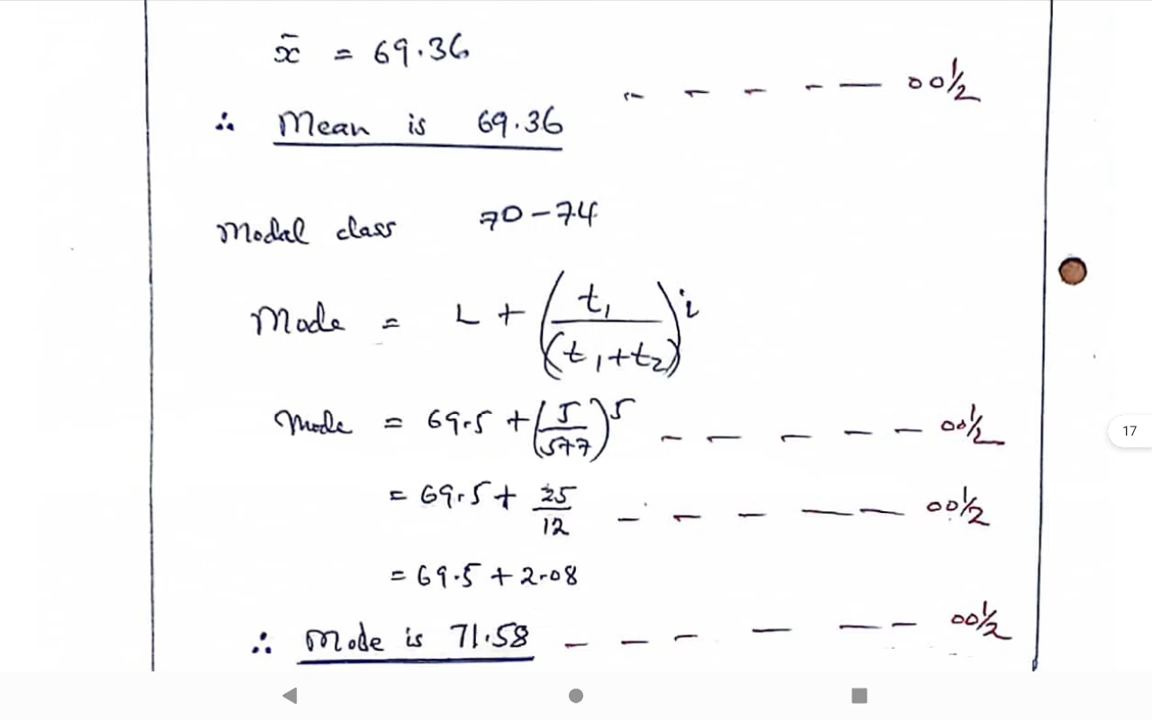 x̄ = 69.36
– – – – — 00½
∴ Mean is 69.36
Modal class 70-74
Mode = L + (t₁/(t₁+t₂))i
Mode = 69.5 + (5/5+7)5 – – – – – 00½
= 69.5 + 25/12 – – – — — 00½
= 69.5 + 2.08
∴ Mode is 71.58 – – – — — – 00½
17